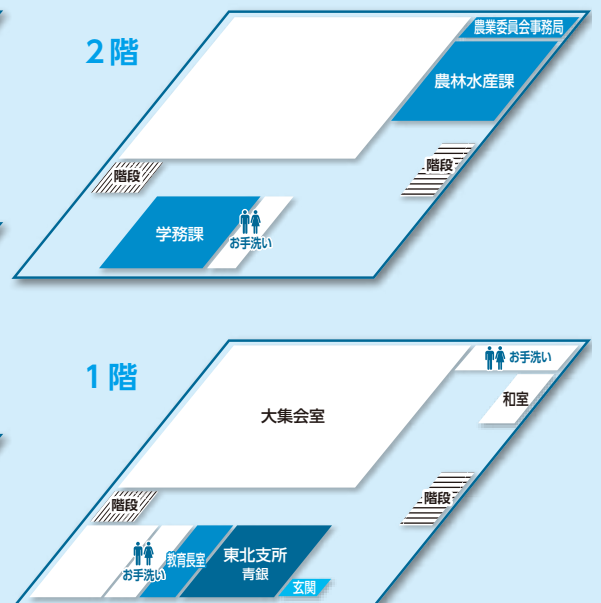 2階
農業委員会事務局
農林水産課
階段
階段
学務課
お手洗い
1階
お手洗い
大集会室
和室
階段
階段
お手洗い
教育長室
東北支所
青銀
玄関